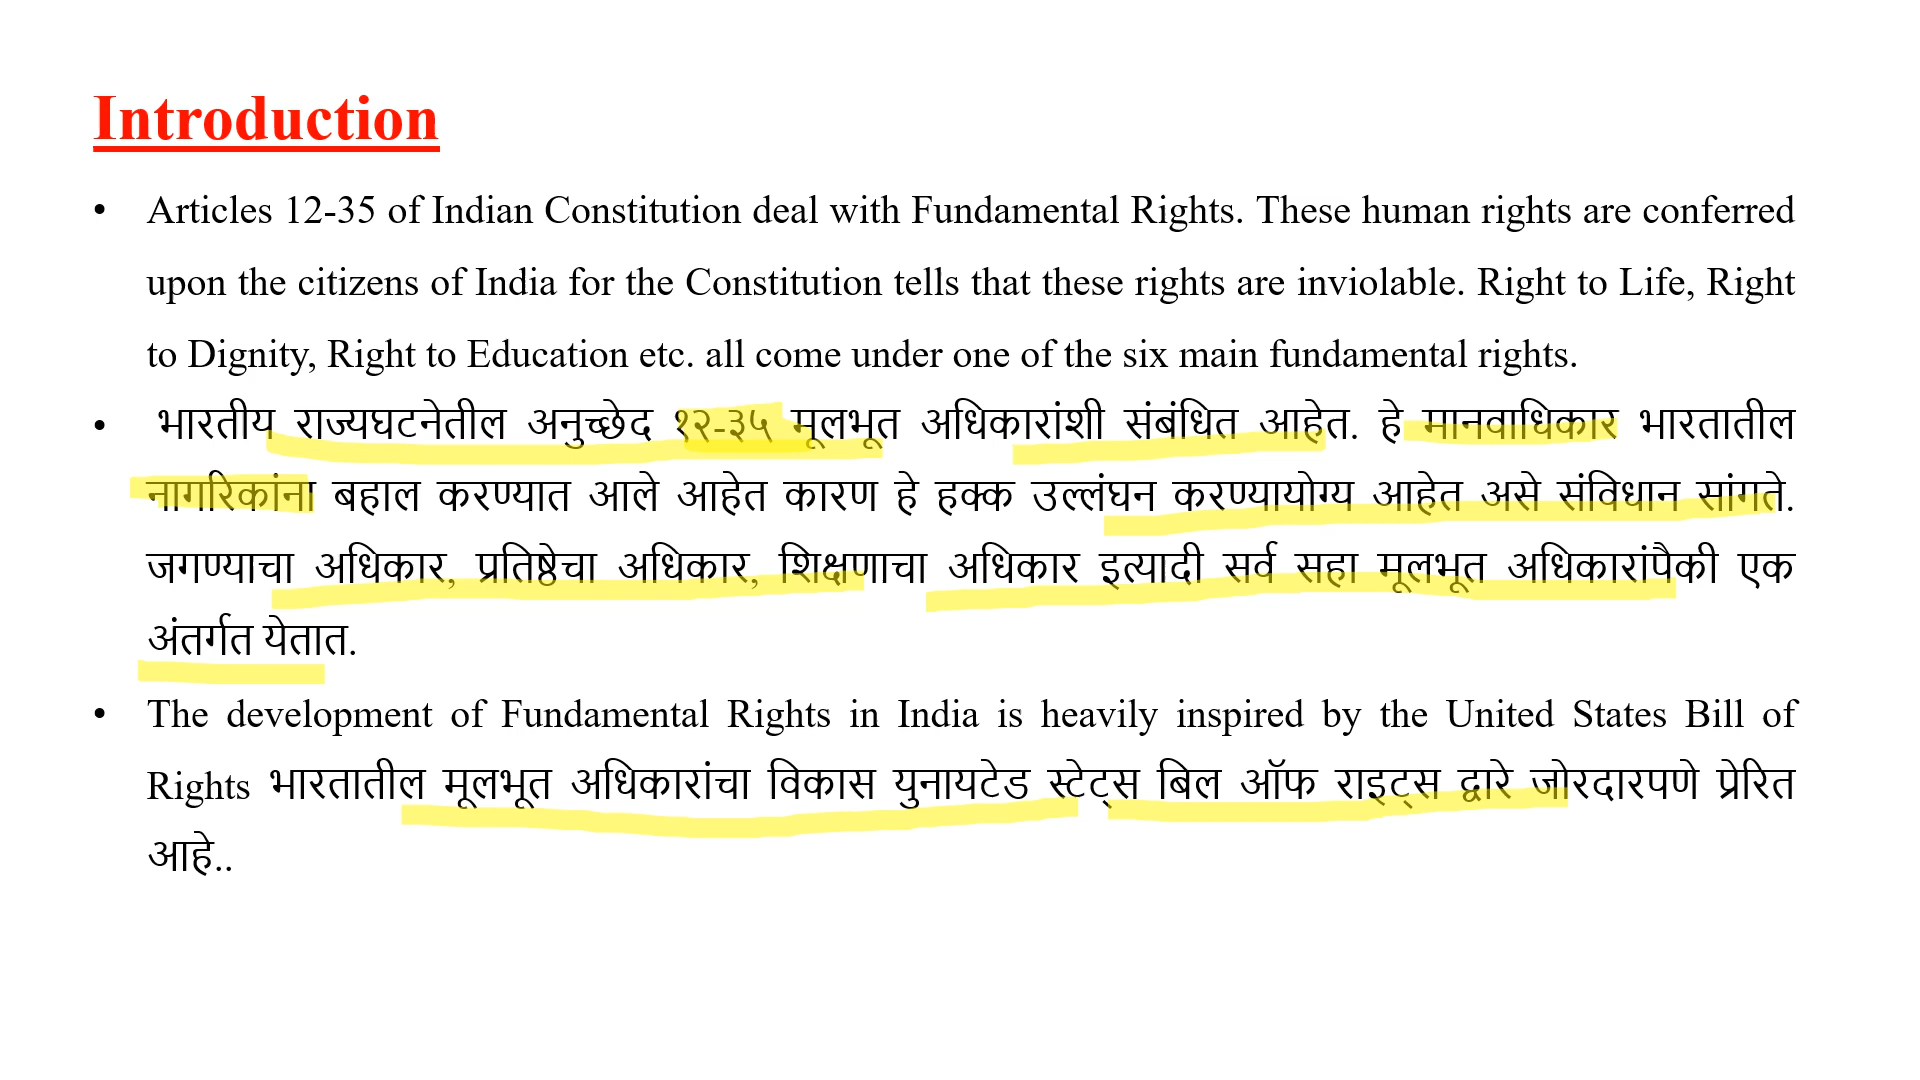 Introduction
• Articles 12-35 of Indian Constitution deal with Fundamental Rights. These human rights are conferred
upon the citizens of India for the Constitution tells that these rights are inviolable. Right to Life, Right
to Dignity, Right to Education etc. all come under one of the six main fundamental rights.
• भारतीय राज्यघटनेतील अनुच्छेद १२-३५ मूलभूत अधिकारांशी संबंधित आहेत. हे मानवाधिकार भारतातील
नागरिकांना बहाल करण्यात आले आहेत कारण हे हक्क उल्लंघन करण्यायोग्य आहेत असे संविधान सांगते.
जगण्याचा अधिकार, प्रतिष्ठेचा अधिकार, शिक्षणाचा अधिकार इत्यादी सर्व सहा मूलभूत अधिकारांपैकी एक
अंतर्गत येतात.
• The development of Fundamental Rights in India is heavily inspired by the United States Bill of
Rights भारतातील मूलभूत अधिकारांचा विकास युनायटेड स्टेट्स बिल ऑफ राइट्स द्वारे जोरदारपणे प्रेरित
आहे..